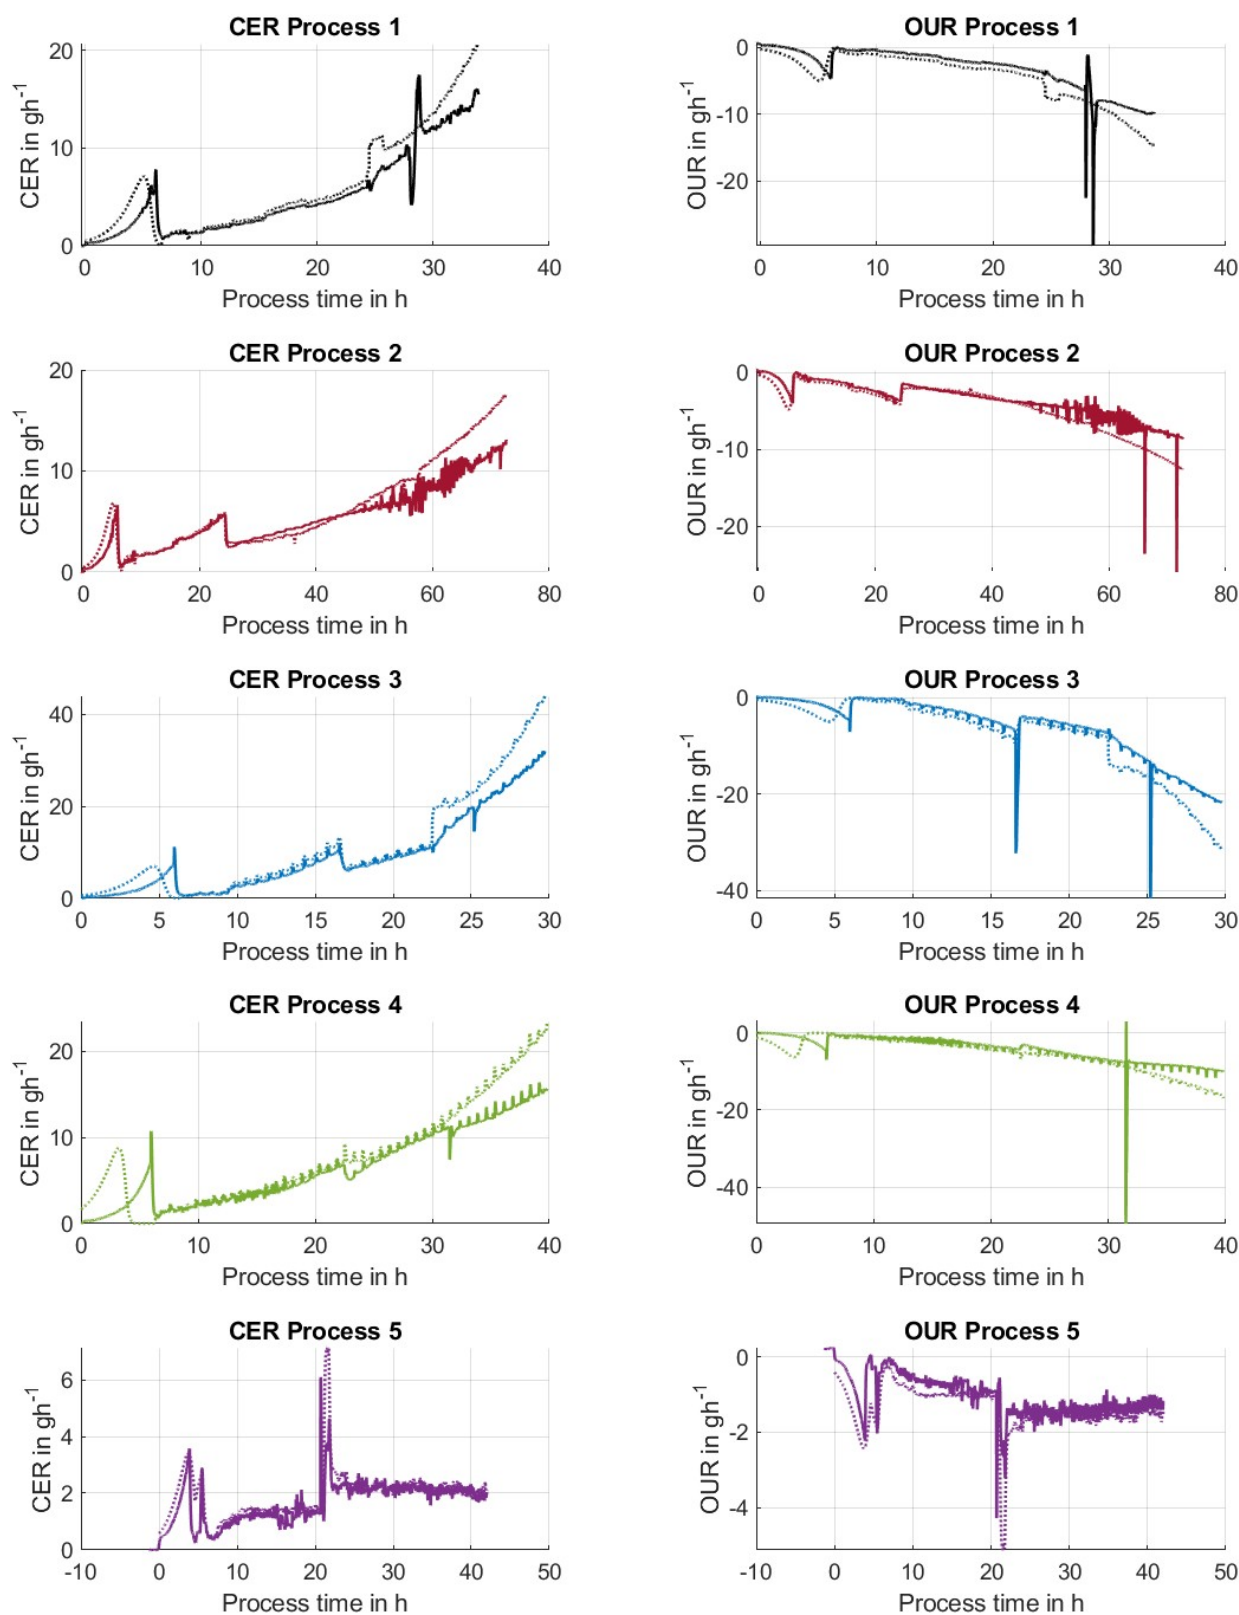 CER Process 1
OUR Process 1
CER in gh-1
20
10
0
0 10 20 30 40
Process time in h
OUR in gh-1
0
-10
-20
0 10 20 30 40
Process time in h
CER Process 2
OUR Process 2
CER in gh-1
20
10
0
0 20 40 60 80
Process time in h
OUR in gh-1
0
-10
-20
0 20 40 60 80
Process time in h
CER Process 3
OUR Process 3
CER in gh-1
40
20
0
0 5 10 15 20 25 30
Process time in h
OUR in gh-1
0
-20
-40
0 5 10 15 20 25 30
Process time in h
CER Process 4
OUR Process 4
CER in gh-1
20
10
0
0 10 20 30 40
Process time in h
OUR in gh-1
0
-20
-40
0 10 20 30 40
Process time in h
CER Process 5
OUR Process 5
CER in gh-1
6
4
2
0
-10 0 10 20 30 40 50
Process time in h
OUR in gh-1
0
-2
-4
-10 0 10 20 30 40 50
Process time in h